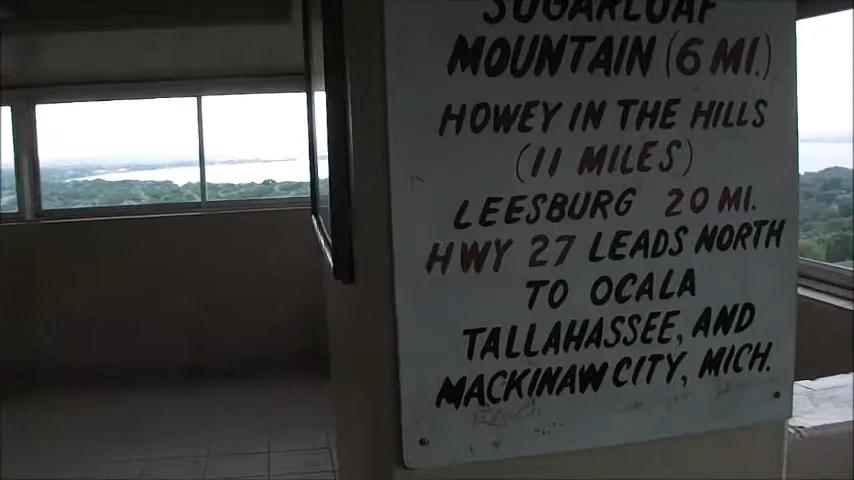 SUGARLOAF
MOUNTAIN (6 MI.)
HOWEY IN THE HILLS
(11 MILES)
LEESBURG 20 MI.
HWY 27 LEADS NORTH
TO OCALA
TALLAHASSEE, AND
MACKINAW CITY, MICH.